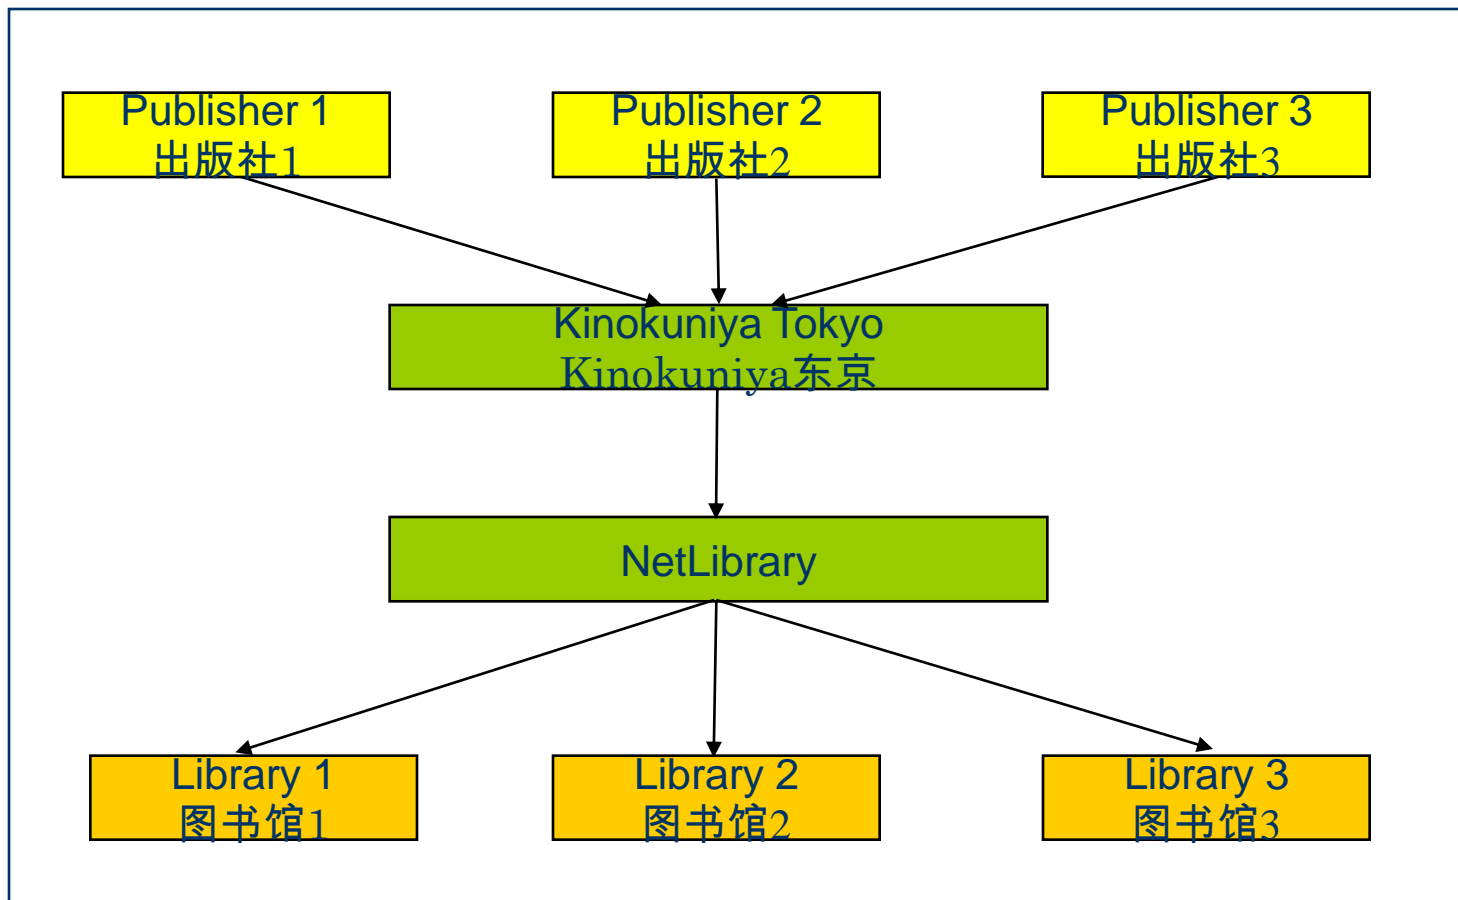 Publisher 1
出版社1
Publisher 2
出版社2
Publisher 3
出版社3
Kinokuniya Tokyo
Kinokuniya东京
NetLibrary
Library 1
图书馆1
Library 2
图书馆2
Library 3
图书馆3